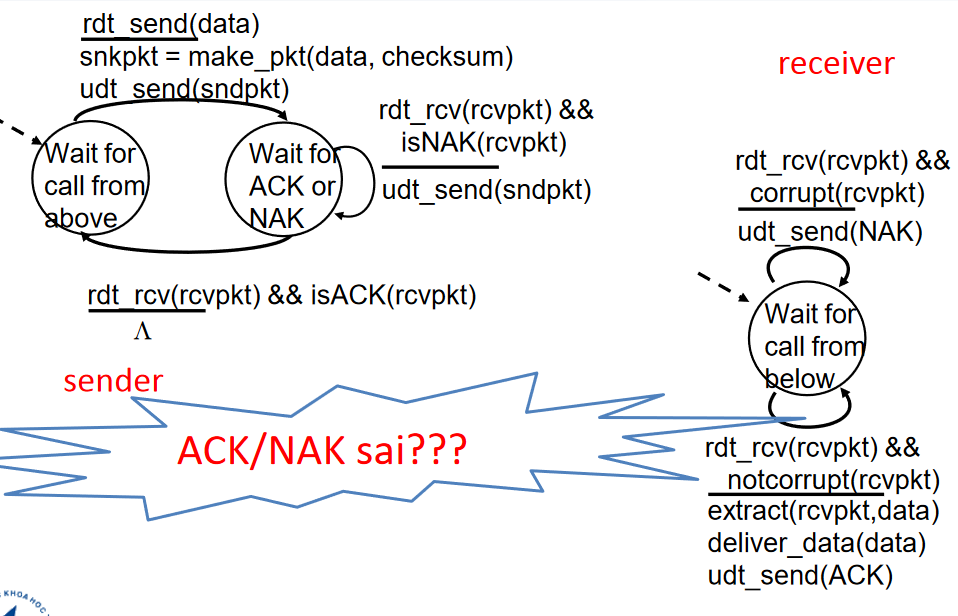 rdt_send(data)
snkpkt = make_pkt(data, checksum)
udt_send(sndpkt)
receiver
rdt_rcv(rcvpkt) &&
isNAK(rcvpkt)
udt_send(sndpkt)
Wait for
call from
above
Wait for
ACK or
NAK
rdt_rcv(rcvpkt) &&
corrupt(rcvpkt)
udt_send(NAK)
rdt_rcv(rcvpkt) && isACK(rcvpkt)
Λ
Wait for
call from
below
sender
ACK/NAK sai???
rdt_rcv(rcvpkt) &&
notcorrupt(rcvpkt)
extract(rcvpkt,data)
deliver_data(data)
udt_send(ACK)
KHOA HỌC